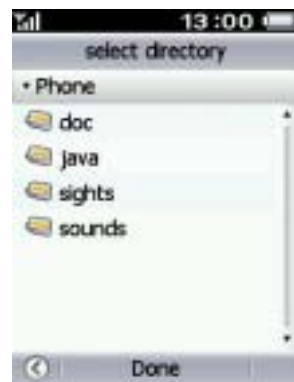 13:00
select directory
• Phone
doc
java
sights
sounds
Done